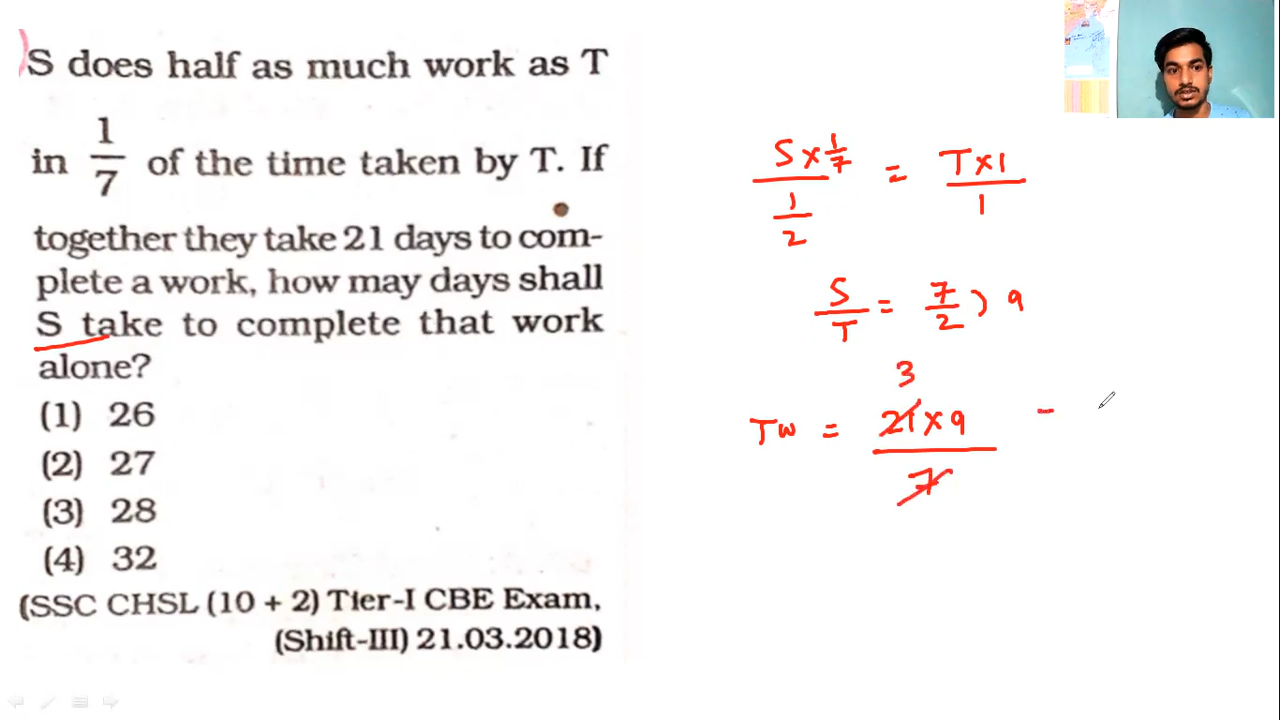 S does half as much work as T
in 1/7 of the time taken by T. If
together they take 21 days to com-
plete a work, how may days shall
S take to complete that work
alone?
(1) 26
(2) 27
(3) 28
(4) 32
(SSC CHSL (10 + 2) Tier-I CBE Exam,
(Shift-III) 21.03.2018)
S × 1/7 / 1/2 = T × 1 / 1
S/T = 7/2 ) 9
3
TW = 21 × 9 / 7 -